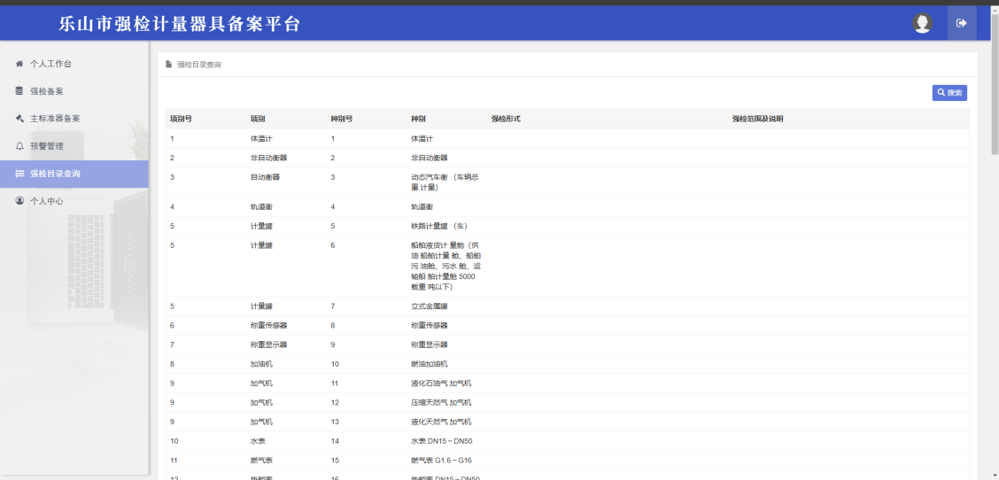 乐山市强检计量器具备案平台
个人工作台
强检备案
主标准器备案
预警管理
强检目录查询
个人中心
强检目录查询
搜索
项别号 项别 种别号 种别 强检形式 强检范围及说明
1 体温计 1 体温计
2 非自动衡器 2 非自动衡器
3 自动衡器 3 动态汽车衡 （车辆总
重 计量）
4 轨道衡 4 轨道衡
5 计量罐 5 铁路计量罐 （车）
5 计量罐 6 船舶液货计 量舱（供
油 船舶计量 舱、船舶
污 油舱、污水 舱、运
输船 舶计量舱 5000
载重 吨以下）
5 计量罐 7 立式金属罐
6 称重传感器 8 称重传感器
7 称重显示器 9 称重显示器
8 加油机 10 燃油加油机
9 加气机 11 液化石油气 加气机
9 加气机 12 压缩天然气 加气机
9 加气机 13 液化天然气 加气机
10 水表 14 水表 DN15～DN50
11 燃气表 15 燃气表 G1.6～G16
12 热能表 16 热能表 DN15～DN50